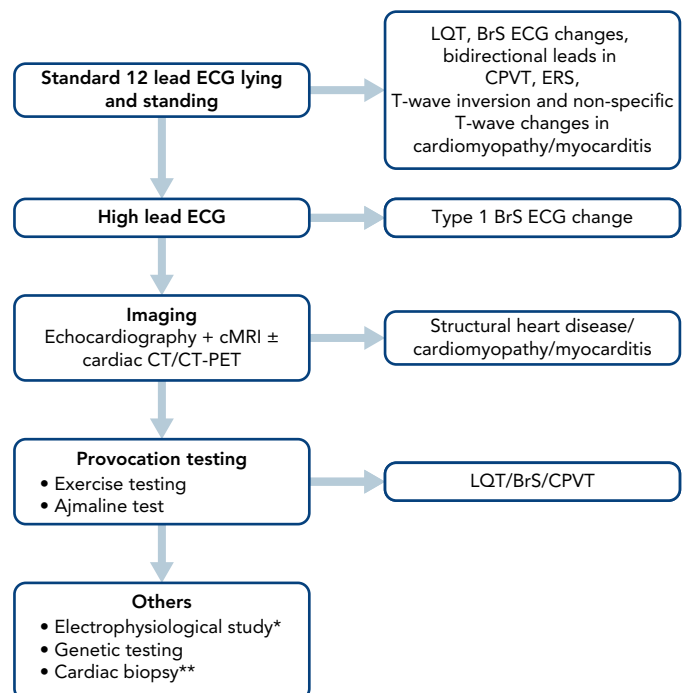 Standard 12 lead ECG lying
and standing
LQT, BrS ECG changes,
bidirectional leads in
CPVT, ERS,
T-wave inversion and non-specific
T-wave changes in
cardiomyopathy/myocarditis
High lead ECG
Type 1 BrS ECG change
Imaging
Echocardiography + cMRI ±
cardiac CT/CT-PET
Structural heart disease/
cardiomyopathy/myocarditis
Provocation testing
• Exercise testing
• Ajmaline test
LQT/BrS/CPVT
Others
• Electrophysiological study*
• Genetic testing
• Cardiac biopsy**